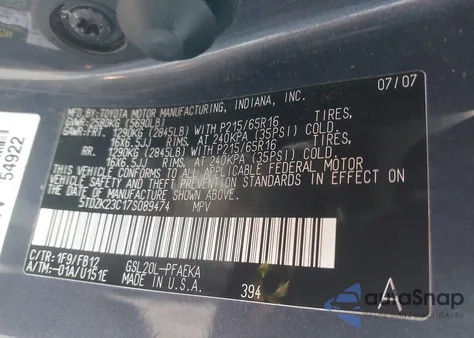 07/07
MFD. BY: TOYOTA MOTOR MANUFACTURING, INDIANA, INC.
GVWR: 2580KG (5690LB)
GAWR: FR. 1290KG (2845LB) WITH P215/65R16 TIRES,
16X6.5JJ RIMS, AT 240KPA (35PSI) COLD
RR. 1290KG (2845LB) WITH P215/65R16 TIRES,
16X6.5JJ RIMS, AT 240KPA (35PSI) COLD
THIS VEHICLE CONFORMS TO ALL APPLICABLE FEDERAL MOTOR
VEHICLE SAFETY AND BUMPER STANDARDS IN EFFECT ON
THE DATE OF MANUFACTURE SHOWN ABOVE.
5TDZK23C17S089474 MPV
C/TR: 1F9/FB12 GSL20L-PFAEKA
A/TM: -01A/U151E MADE IN U.S.A. 394 A
54922
autoSnap